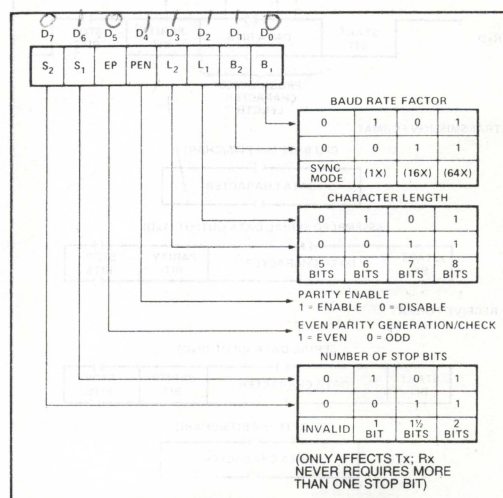 0 1 0 1 1 1 1 0
D7 D6 D5 D4 D3 D2 D1 D0
S2 S1 EP PEN L2 L1 B2 B1
BAUD RATE FACTOR
0 1 0 1
0 0 1 1
SYNC MODE (1X) (16X) (64X)
CHARACTER LENGTH
0 1 0 1
0 0 1 1
5 BITS 6 BITS 7 BITS 8 BITS
PARITY ENABLE
1 = ENABLE 0 = DISABLE
EVEN PARITY GENERATION/CHECK
1 = EVEN 0 = ODD
NUMBER OF STOP BITS
0 1 0 1
0 0 1 1
INVALID 1 BIT 1½ BITS 2 BITS
(ONLY AFFECTS Tx; Rx
NEVER REQUIRES MORE
THAN ONE STOP BIT)